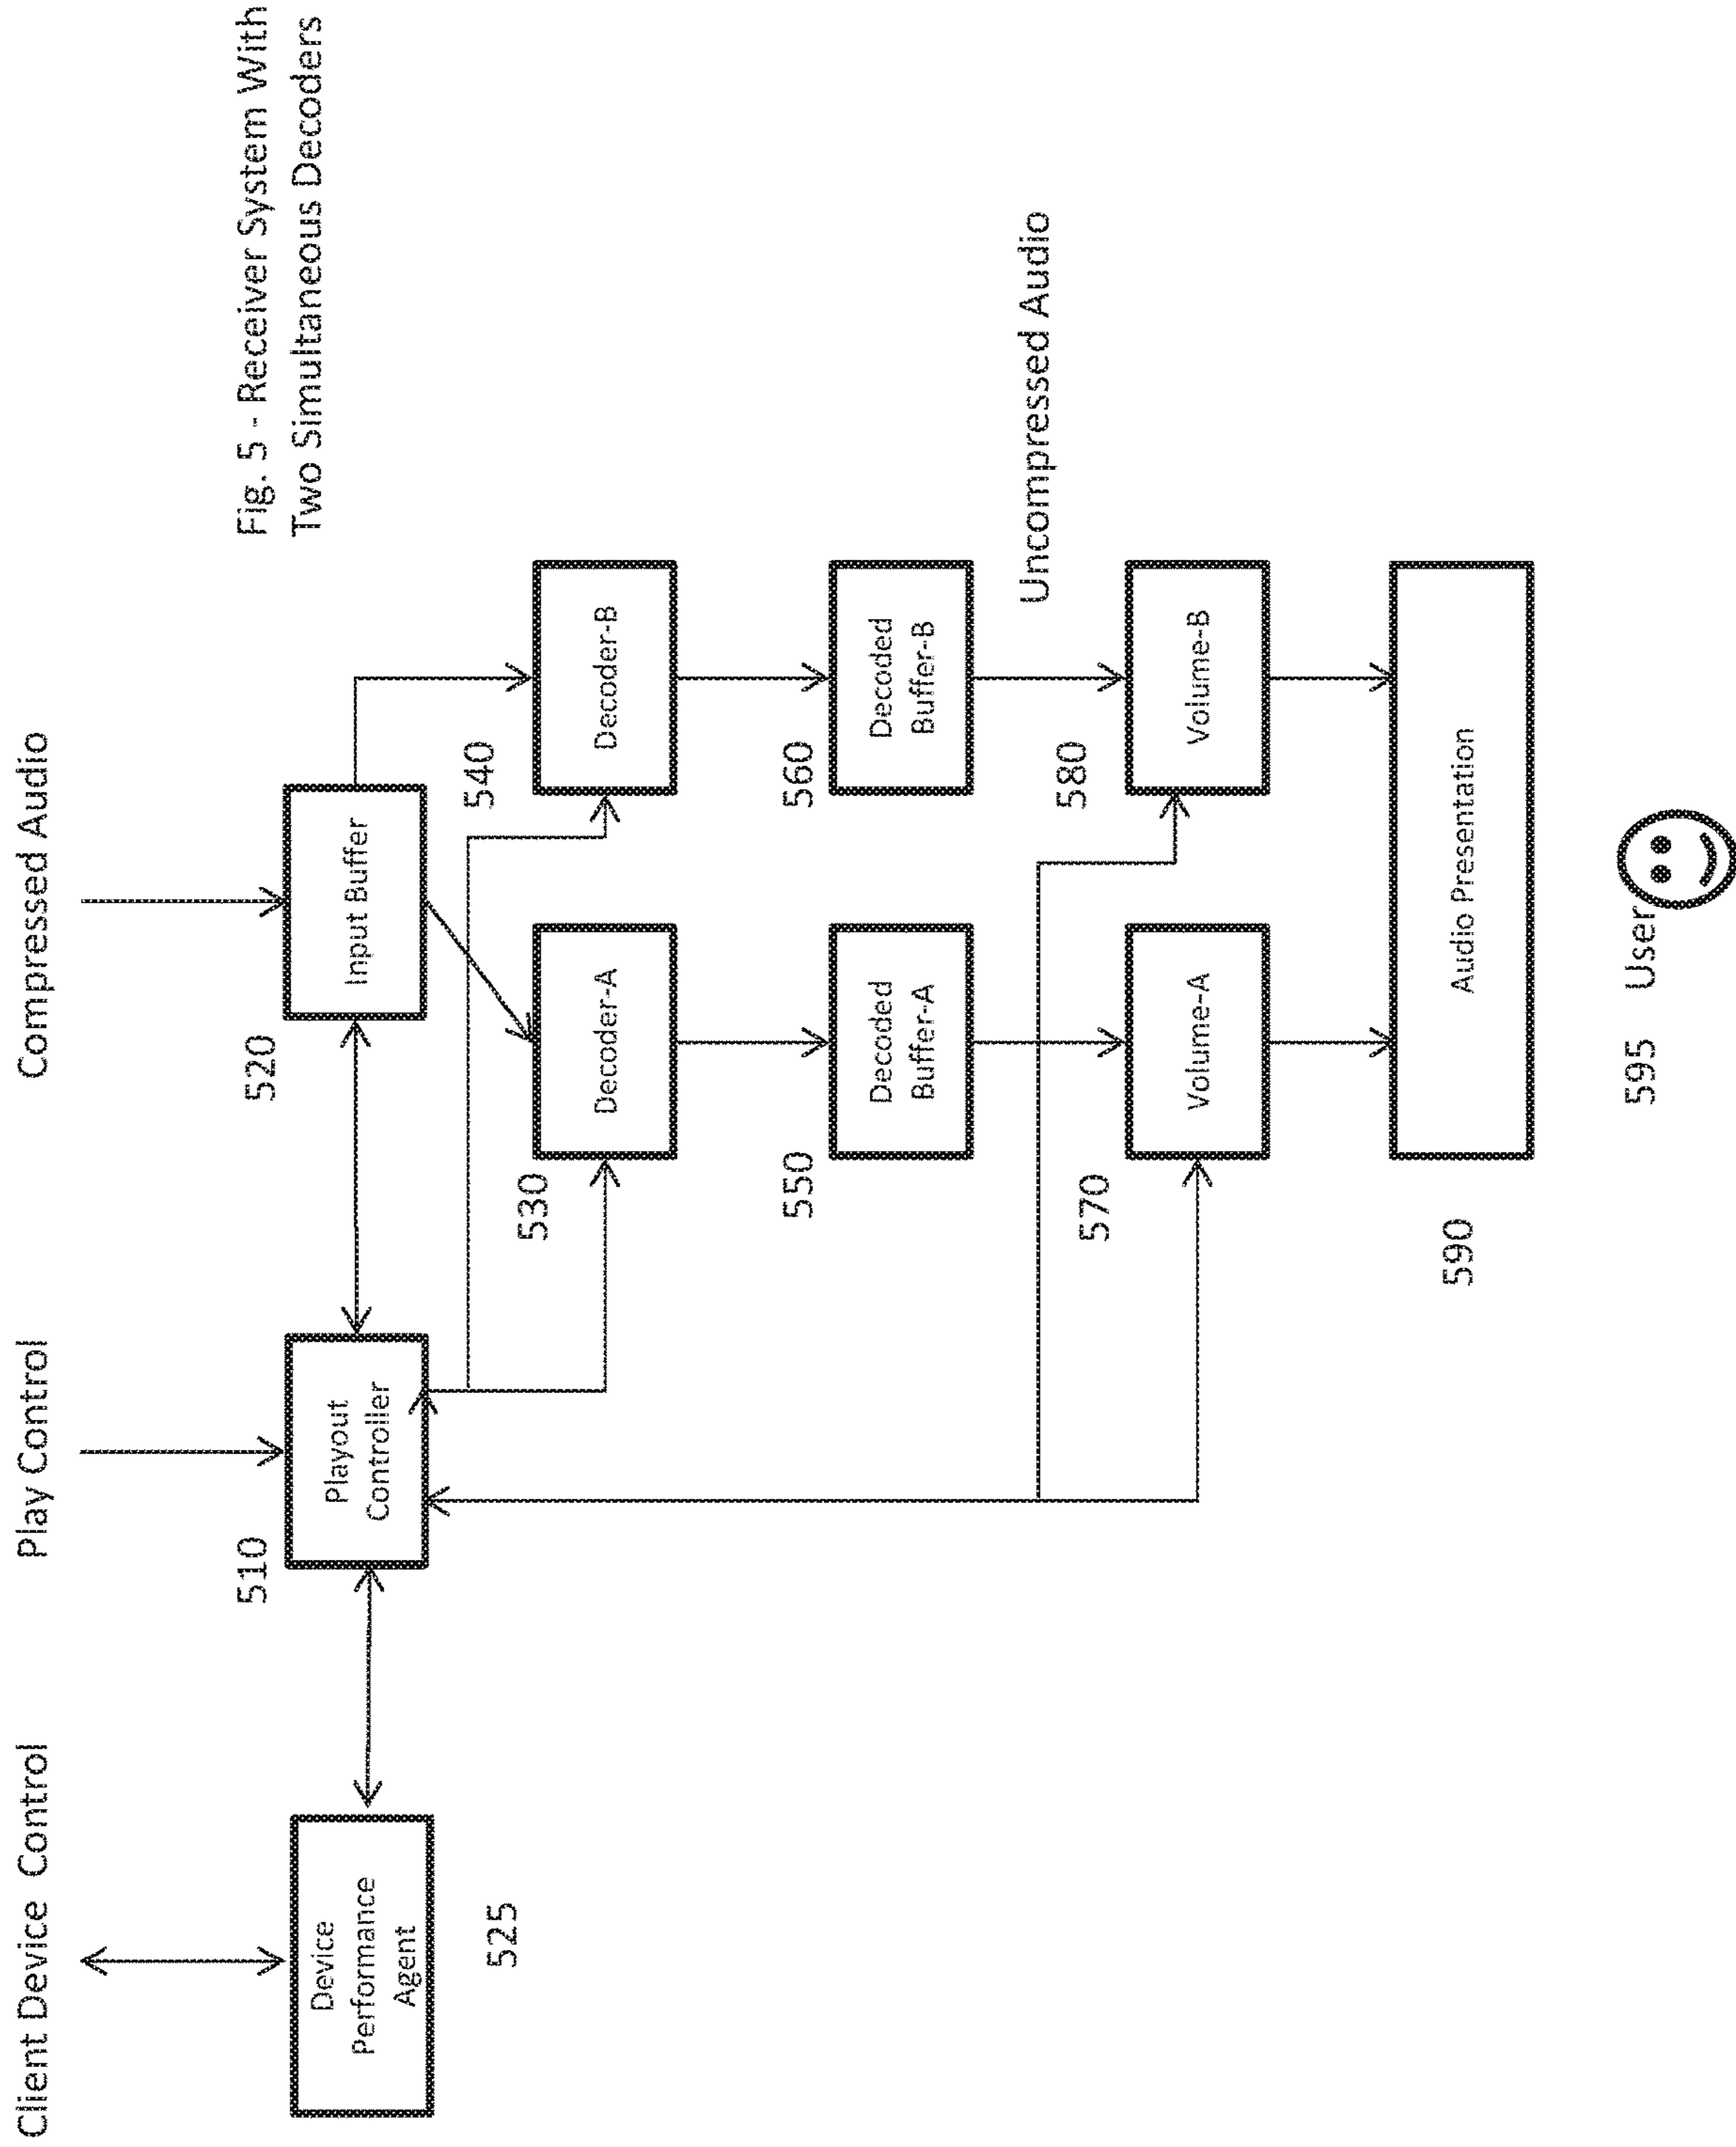 Client Device Control
Play Control
Compressed Audio
Fig. 5 - Receiver System With
Two Simultaneous Decoders
510
520
Device
Performance
Agent
Playout
Controller
Input Buffer
525
530
540
Decoder-A
Decoder-B
550
560
Decoded
Buffer-A
Decoded
Buffer-B
Uncompressed Audio
570
580
Volume-A
Volume-B
590
Audio Presentation
595 User